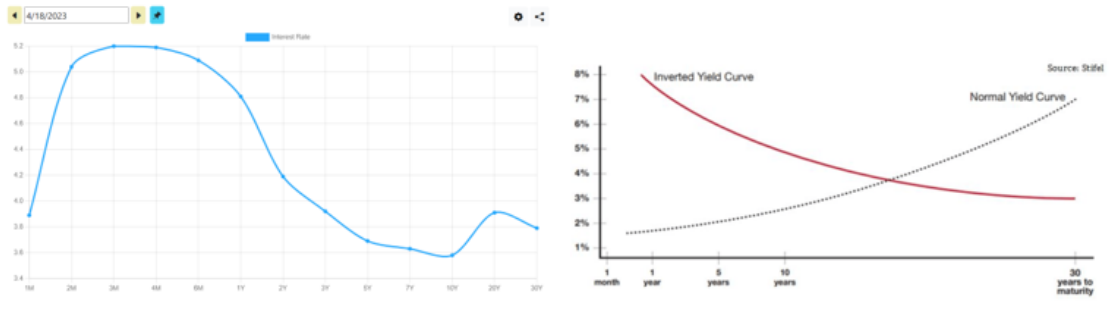 4/18/2023
Interest Rate
5.2
5.0
4.8
4.6
4.4
4.2
4.0
3.8
3.6
3.4
1M 2M 3M 4M 6M 1Y 2Y 3Y 5Y 7Y 10Y 20Y 30Y
Source: Stifel
Inverted Yield Curve
Normal Yield Curve
8%
7%
6%
5%
4%
3%
2%
1%
1 month
1 year
5 years
10 years
30 years to maturity